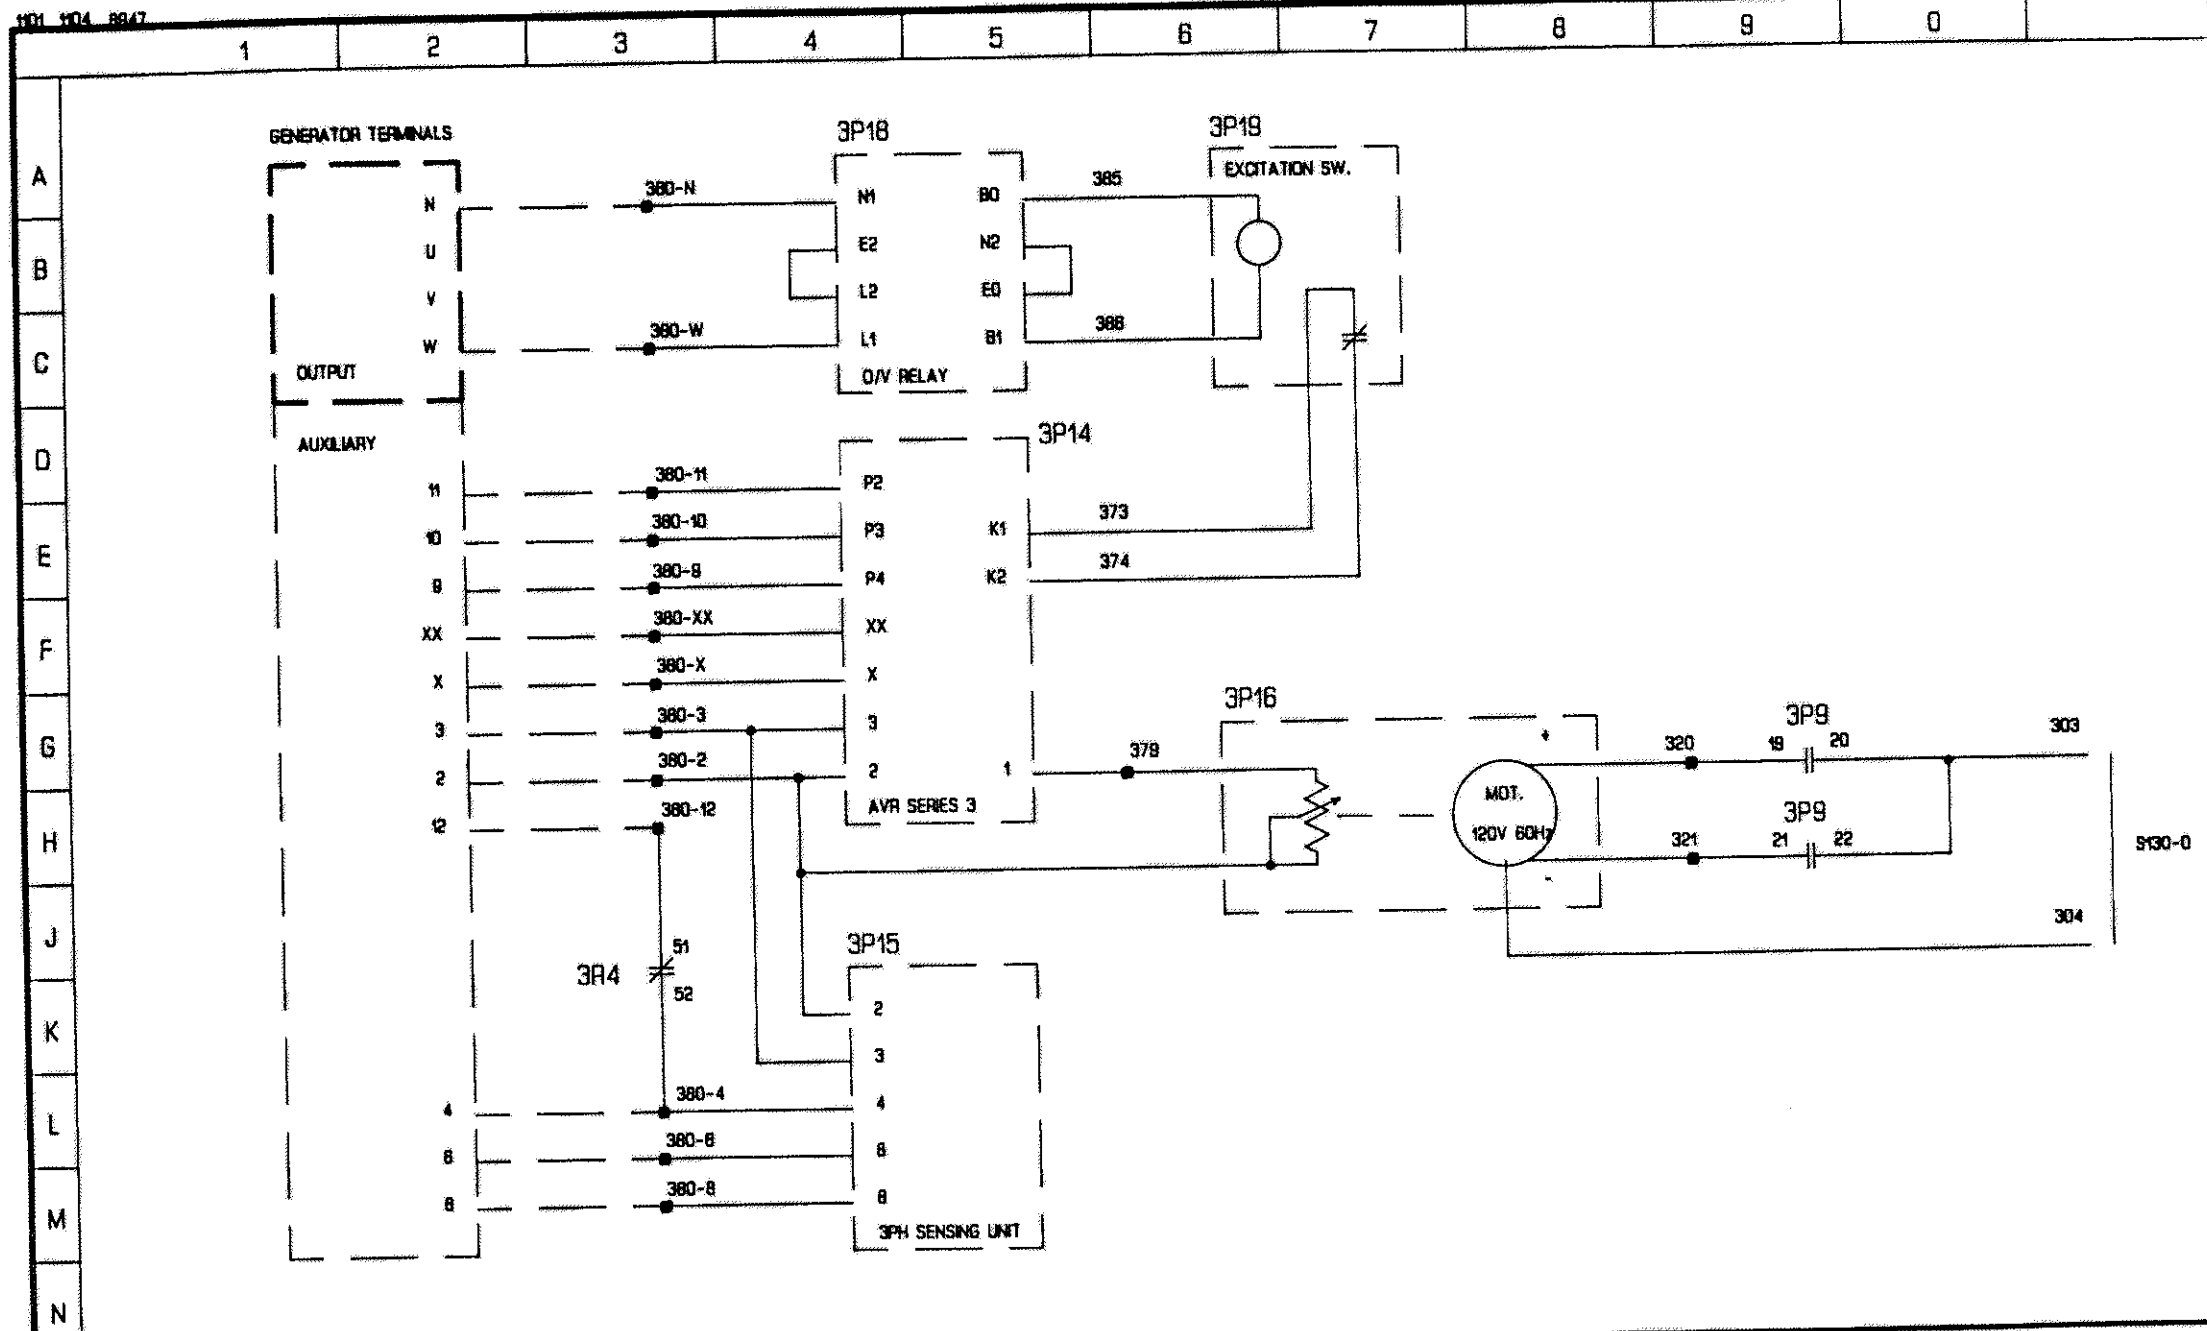 1101 1104 8947
1 2 3 4 5 6 7 8 9 0
A
B
C
D
E
F
G
H
J
K
L
M
N
GENERATOR TERMINALS
N
U
V
W
OUTPUT
AUXILIARY
11
10
9
XX
X
3
2
12
4
6
8
380-N
380-W
380-11
380-10
380-9
380-XX
380-X
380-3
380-2
380-12
3A4
51
52
380-4
380-6
380-8
3P18
N1 B0
E2 N2
L2 E0
L1 B1
O/V RELAY
385
386
3P19
EXCITATION SW.
3P14
P2
P3 K1
P4 K2
XX
X
3
2 1
AVR SERIES 3
373
374
379
3P15
2
3
4
6
8
3PH SENSING UNIT
3P16
+
MOT.
120V 60Hz
-
320
3P9
19 20
303
321
3P9
21 22
304
S130-0